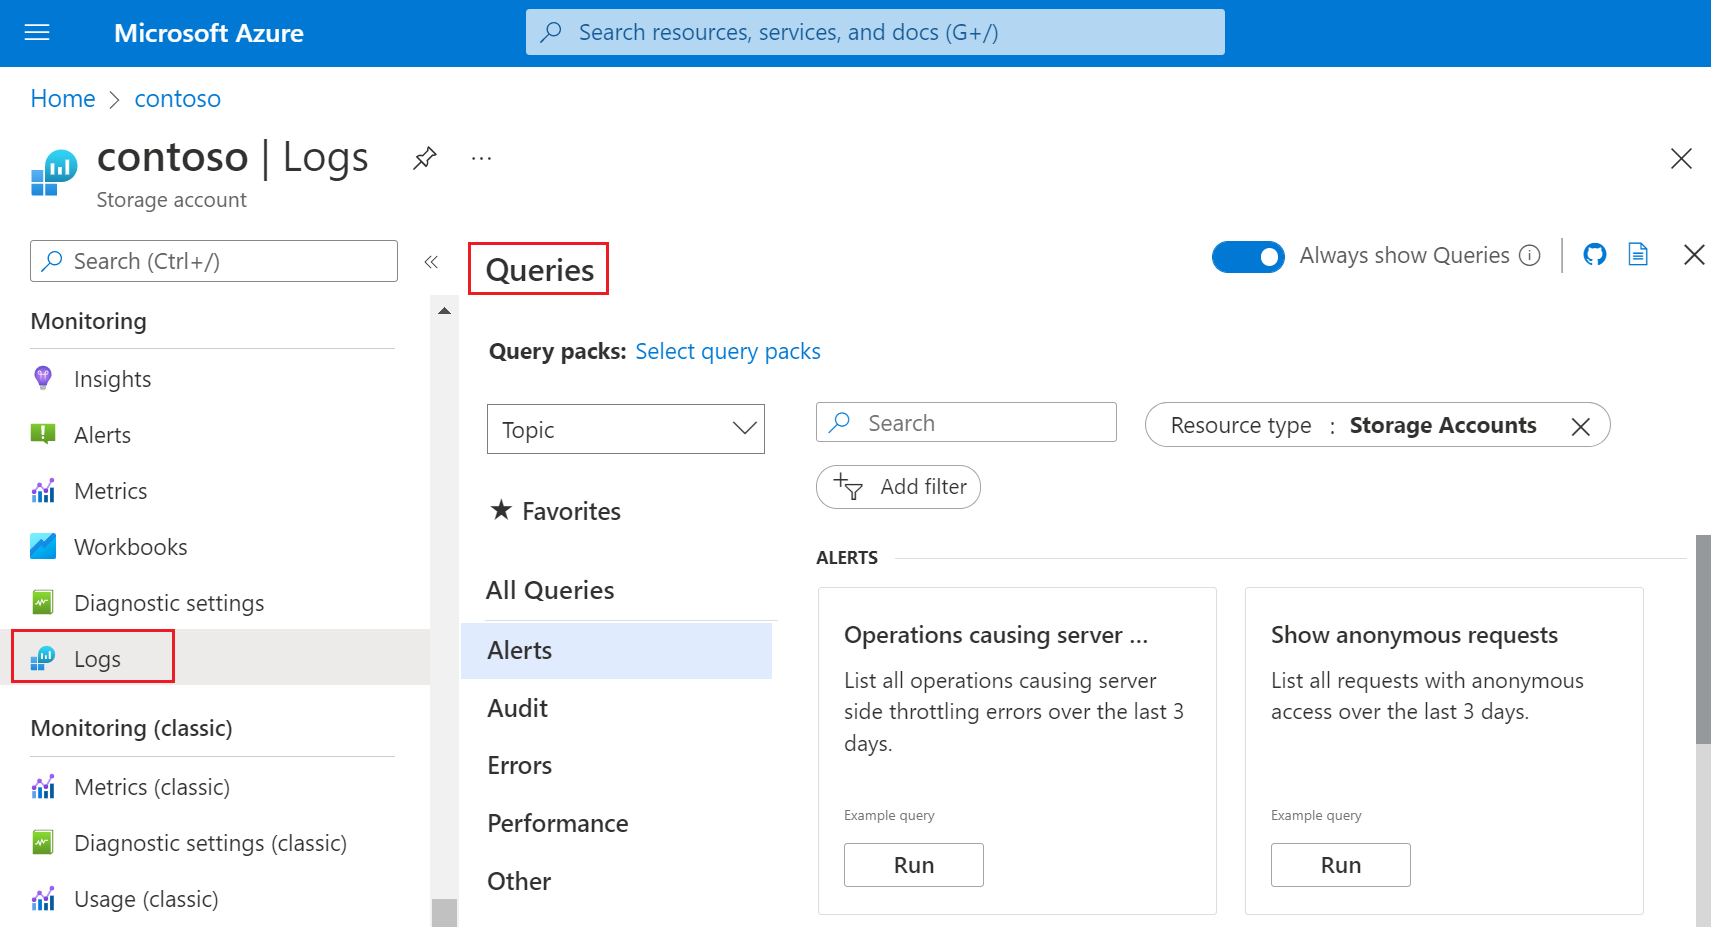 Microsoft Azure
Search resources, services, and docs (G+/)
Home > contoso
contoso | Logs
...
Storage account
Search (Ctrl+/)
«
Monitoring
Insights
Alerts
Metrics
Workbooks
Diagnostic settings
Logs
Monitoring (classic)
Metrics (classic)
Diagnostic settings (classic)
Usage (classic)
Queries
Always show Queries
Query packs: Select query packs
Topic
Search
Resource type : Storage Accounts
Add filter
★ Favorites
All Queries
Alerts
Audit
Errors
Performance
Other
ALERTS
Operations causing server ...
List all operations causing server
side throttling errors over the last 3
days.
Example query
Run
Show anonymous requests
List all requests with anonymous
access over the last 3 days.
Example query
Run